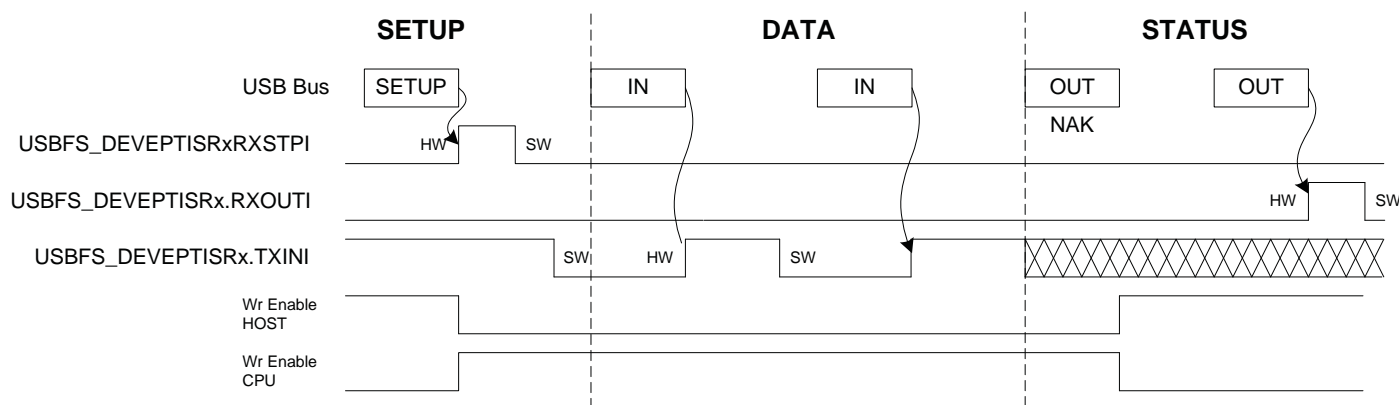 SETUP DATA STATUS
USB Bus SETUP IN IN OUT OUT
NAK
USBFS_DEVEPTISRxRXSTPI HW SW
USBFS_DEVEPTISRx.RXOUTI HW SW
USBFS_DEVEPTISRx.TXINI SW HW SW
Wr Enable
HOST
Wr Enable
CPU